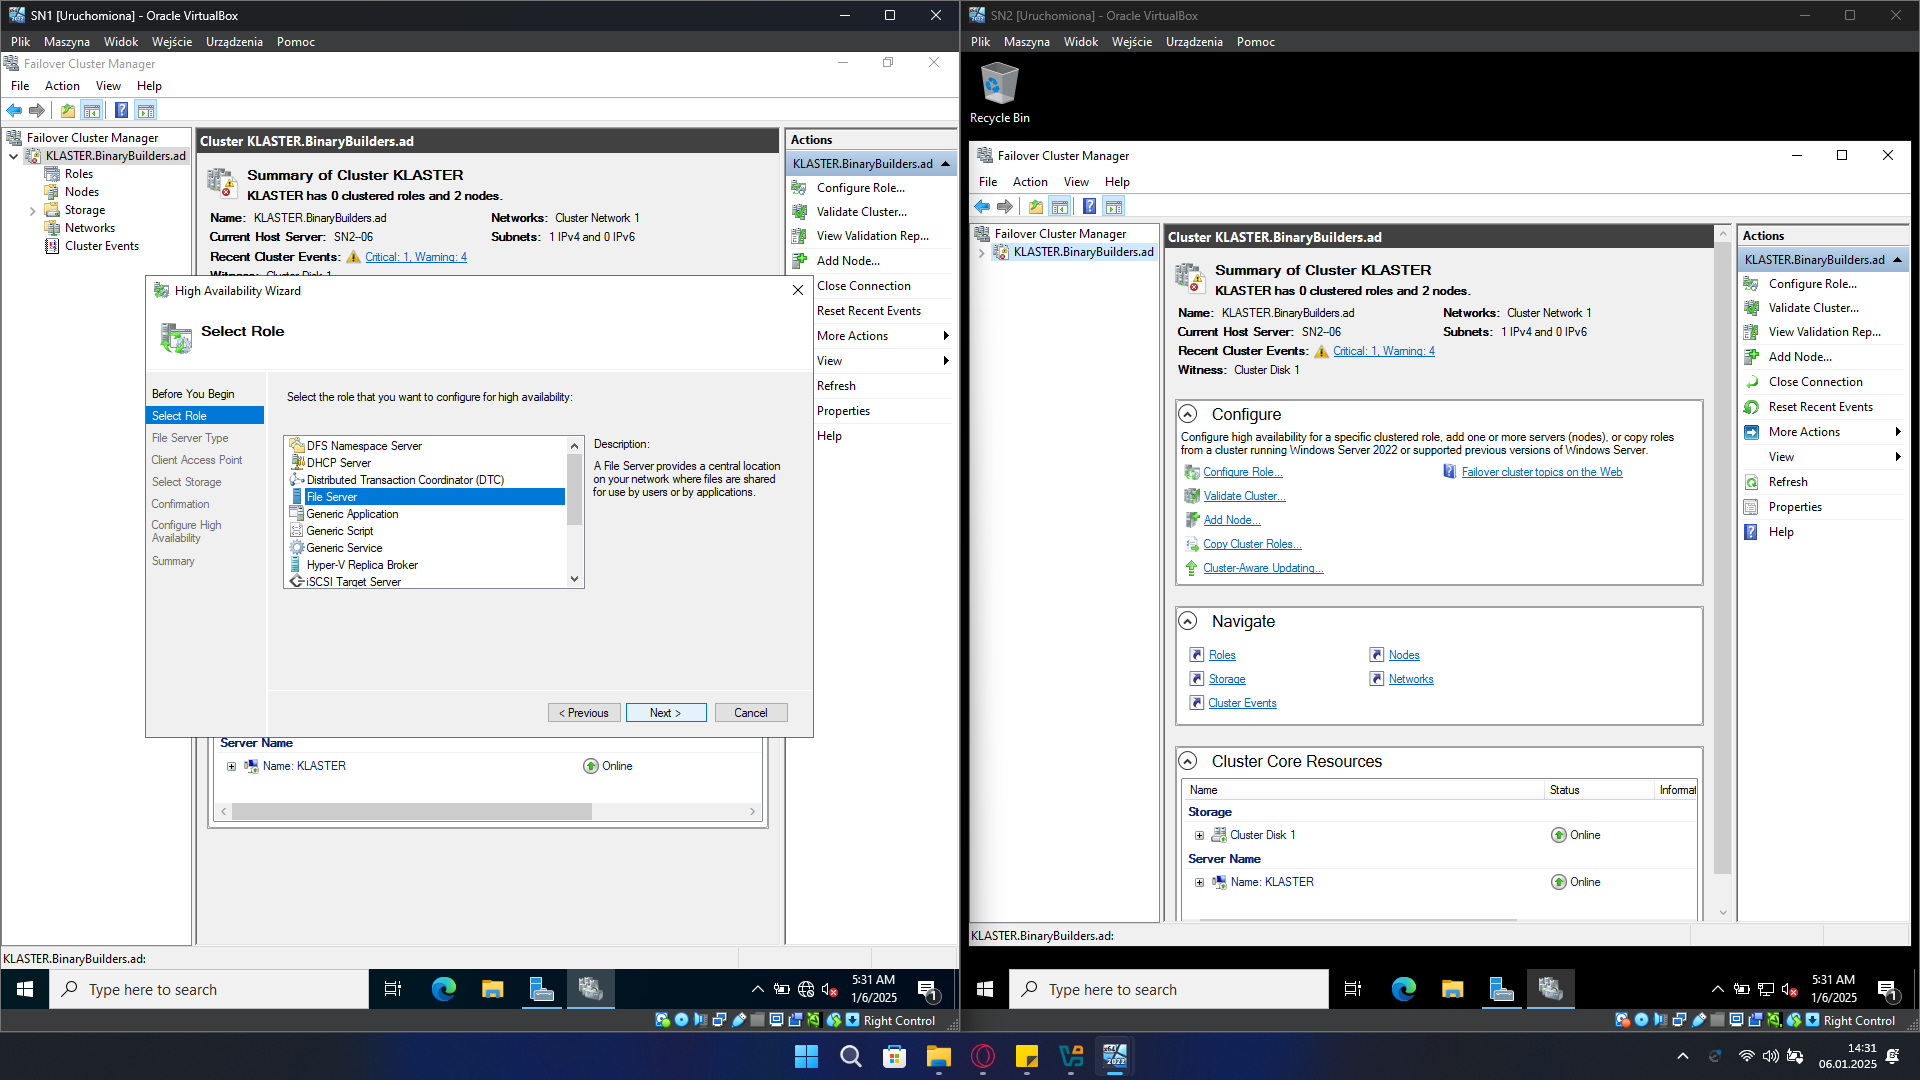 SN1 [Uruchomiona] - Oracle VirtualBox
Plik Maszyna Widok Wejście Urządzenia Pomoc
Failover Cluster Manager
File Action View Help
Failover Cluster Manager
KLASTER.BinaryBuilders.ad
Roles
Nodes
Storage
Networks
Cluster Events
Cluster KLASTER.BinaryBuilders.ad
Summary of Cluster KLASTER
KLASTER has 0 clustered roles and 2 nodes.
Name: KLASTER.BinaryBuilders.ad Networks: Cluster Network 1
Current Host Server: SN2--06 Subnets: 1 IPv4 and 0 IPv6
Recent Cluster Events: Critical: 1, Warning: 4
Witness: Cluster Disk 1
Actions
KLASTER.BinaryBuilders.ad
Configure Role...
Validate Cluster...
View Validation Rep...
Add Node...
Close Connection
Reset Recent Events
More Actions
View
Refresh
Properties
Help
High Availability Wizard
Select Role
Before You Begin
Select Role
File Server Type
Client Access Point
Select Storage
Confirmation
Configure High
Availability
Summary
Select the role that you want to configure for high availability:
DFS Namespace Server
DHCP Server
Distributed Transaction Coordinator (DTC)
File Server
Generic Application
Generic Script
Generic Service
Hyper-V Replica Broker
iSCSI Target Server
Description:
A File Server provides a central location
on your network where files are shared
for use by users or by applications.
< Previous Next > Cancel
Server Name
Name: KLASTER Online
KLASTER.BinaryBuilders.ad:
Type here to search
5:31 AM
1/6/2025
1
Right Control
SN2 [Uruchomiona] - Oracle VirtualBox
Plik Maszyna Widok Wejście Urządzenia Pomoc
Recycle Bin
Failover Cluster Manager
File Action View Help
Failover Cluster Manager
KLASTER.BinaryBuilders.ad
Cluster KLASTER.BinaryBuilders.ad
Summary of Cluster KLASTER
KLASTER has 0 clustered roles and 2 nodes.
Name: KLASTER.BinaryBuilders.ad Networks: Cluster Network 1
Current Host Server: SN2--06 Subnets: 1 IPv4 and 0 IPv6
Recent Cluster Events: Critical: 1, Warning: 4
Witness: Cluster Disk 1
Configure
Configure high availability for a specific clustered role, add one or more servers (nodes), or copy roles
from a cluster running Windows Server 2022 or supported previous versions of Windows Server.
Configure Role... Failover cluster topics on the Web
Validate Cluster...
Add Node...
Copy Cluster Roles...
Cluster-Aware Updating...
Navigate
Roles Nodes
Storage Networks
Cluster Events
Cluster Core Resources
Name Status Informat
Storage
Cluster Disk 1 Online
Server Name
Name: KLASTER Online
Actions
KLASTER.BinaryBuilders.ad
Configure Role...
Validate Cluster...
View Validation Rep...
Add Node...
Close Connection
Reset Recent Events
More Actions
View
Refresh
Properties
Help
KLASTER.BinaryBuilders.ad:
Type here to search
5:31 AM
1/6/2025
1
Right Control
x64
2022
14:31
06.01.2025